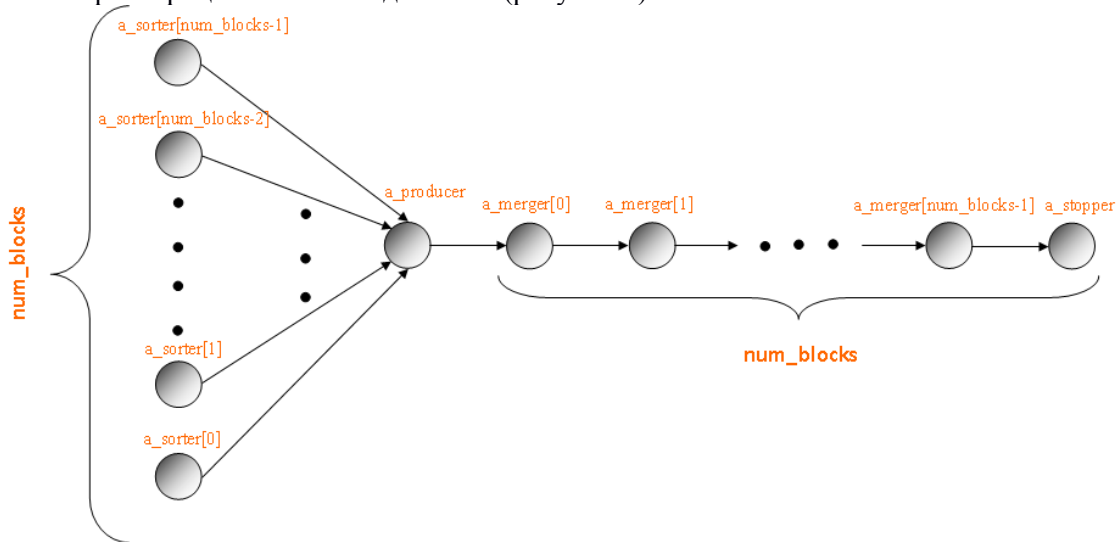 a_sorter[num_blocks-1]
a_sorter[num_blocks-2]
a_producer
a_merger[0]
a_merger[1]
a_merger[num_blocks-1]
a_stopper
num_blocks
a_sorter[1]
num_blocks
a_sorter[0]